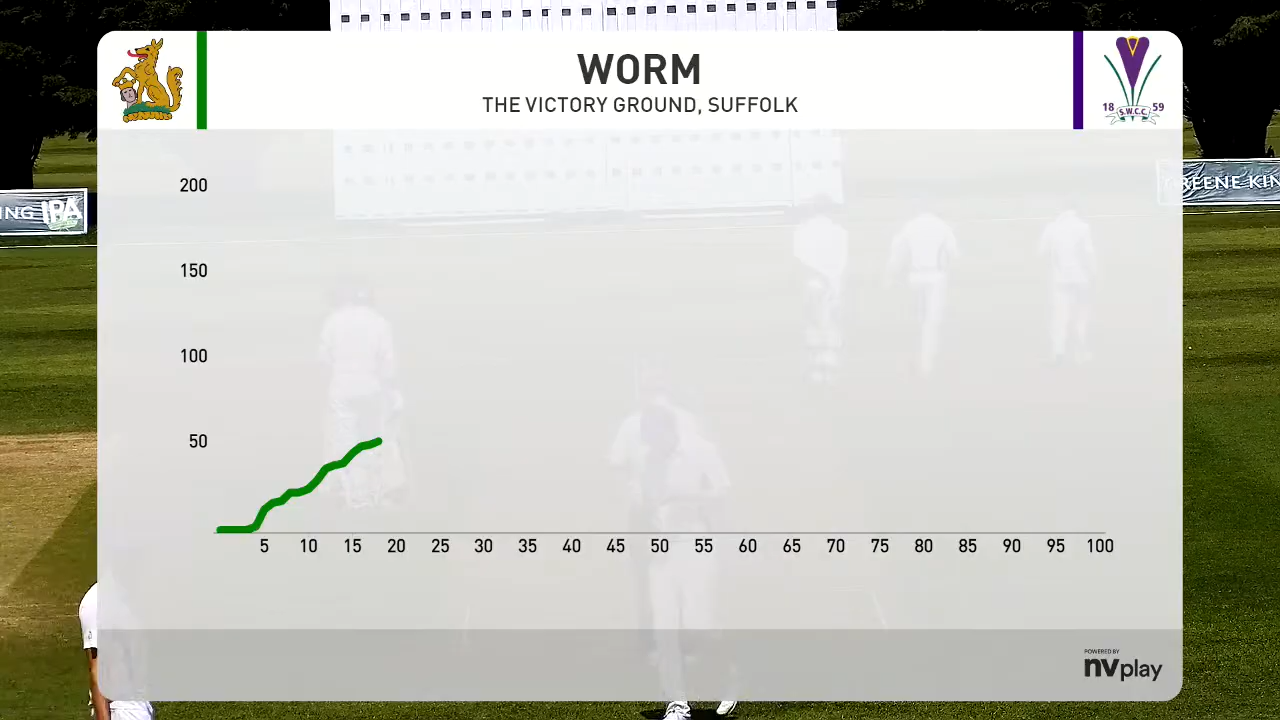 WORM
THE VICTORY GROUND, SUFFOLK
18 59
S.W.C.C.
200
150
100
50
5 10 15 20 25 30 35 40 45 50 55 60 65 70 75 80 85 90 95 100
ING IPA
GREENE KIN
POWERED BY
nvplay